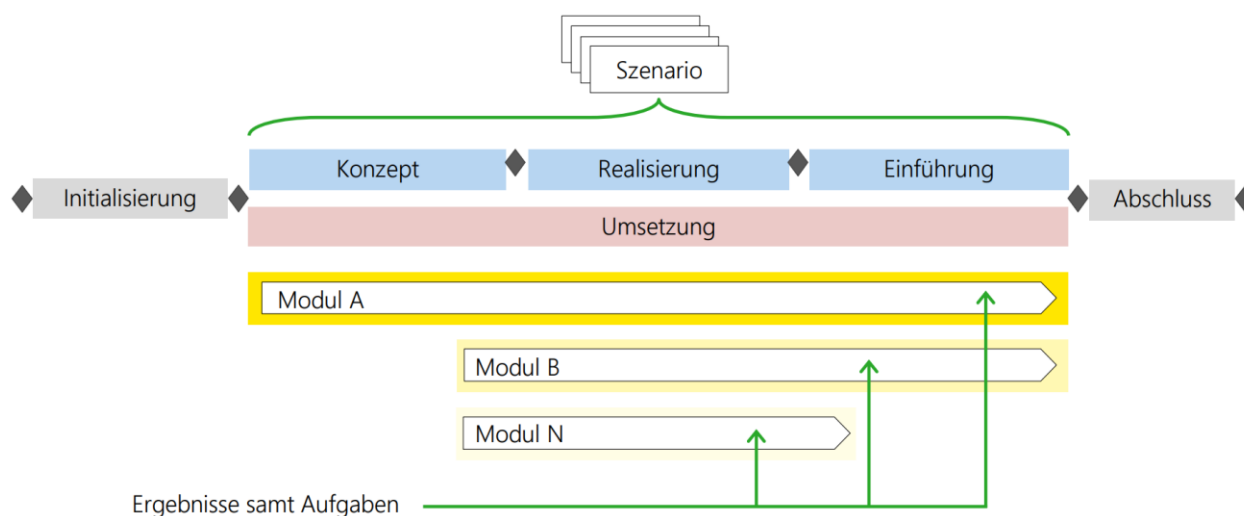 Szenario
Konzept
Realisierung
Einführung
Initialisierung
Abschluss
Umsetzung
Modul A
Modul B
Modul N
Ergebnisse samt Aufgaben